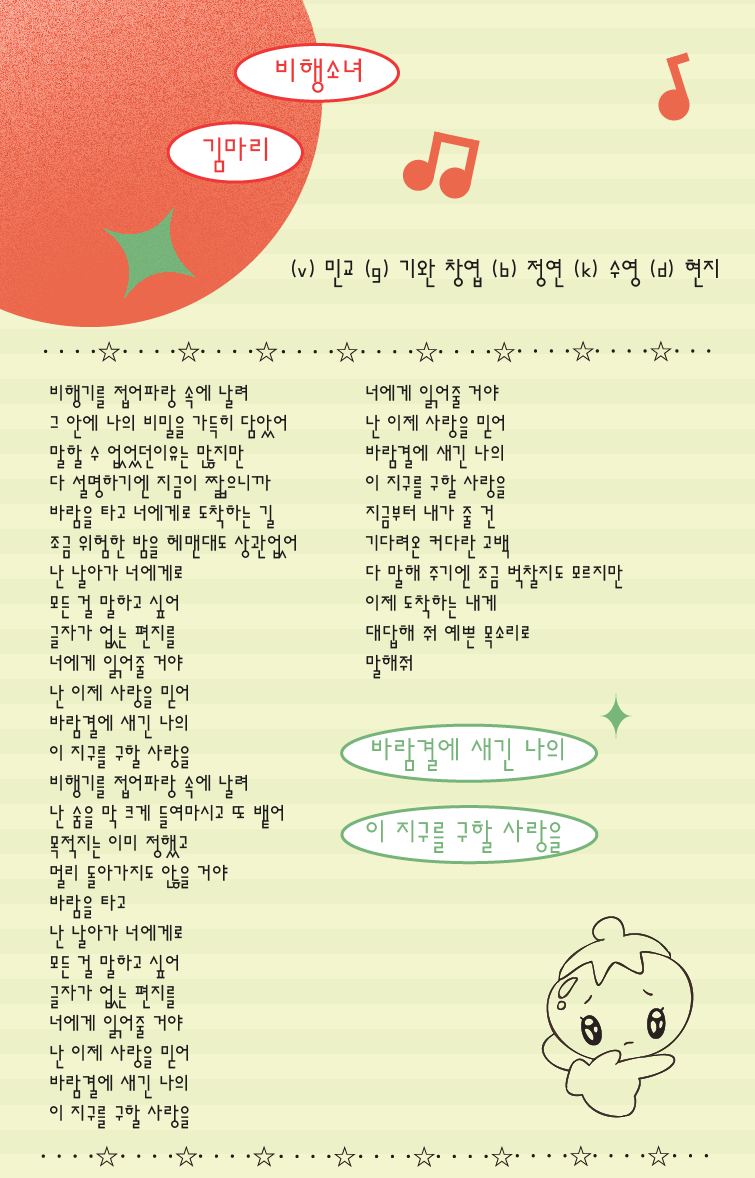 비행소녀
김마리
(v) 민교 (g) 기완 창엽 (b) 정연 (k) 수영 (d) 현지
비행기를 접어파랑 속에 날려
그 안에 나의 비밀을 가득히 담았어
말할 수 없었던이유는 많지만
다 설명하기엔 지금이 짧으니까
바람을 타고 너에게로 도착하는 길
조금 위험한 밤을 헤맨대도 상관없어
난 날아가 너에게로
모든 걸 말하고 싶어
글자가 없는 편지를
너에게 읽어줄 거야
난 이제 사랑을 믿어
바람결에 새긴 나의
이 지구를 구할 사랑을
비행기를 접어파랑 속에 날려
난 숨을 막 크게 들여마시고 또 뱉어
목적지는 이미 정했고
멀리 돌아가지도 않을 거야
바람을 타고
난 날아가 너에게로
모든 걸 말하고 싶어
글자가 없는 편지를
너에게 읽어줄 거야
난 이제 사랑을 믿어
바람결에 새긴 나의
이 지구를 구할 사랑을
너에게 읽어줄 거야
난 이제 사랑을 믿어
바람결에 새긴 나의
이 지구를 구할 사랑을
지금부터 내가 줄 건
기다려온 커다란 고백
다 말해 주기엔 조금 벅찰지도 모르지만
이제 도착하는 내게
대답해 줘 예쁜 목소리로
말해줘
바람결에 새긴 나의
이 지구를 구할 사랑을